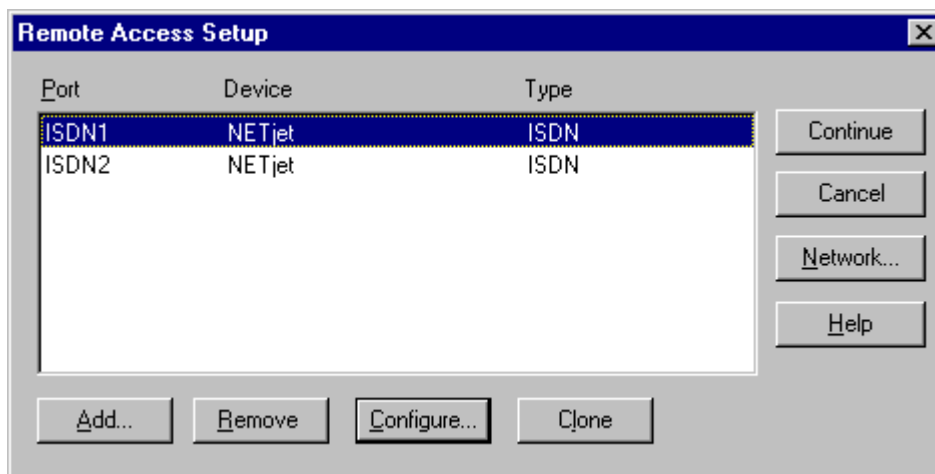 Remote Access Setup
Port Device Type
ISDN1 NETjet ISDN
ISDN2 NETjet ISDN
Continue
Cancel
Network...
Help
Add... Remove Configure... Clone